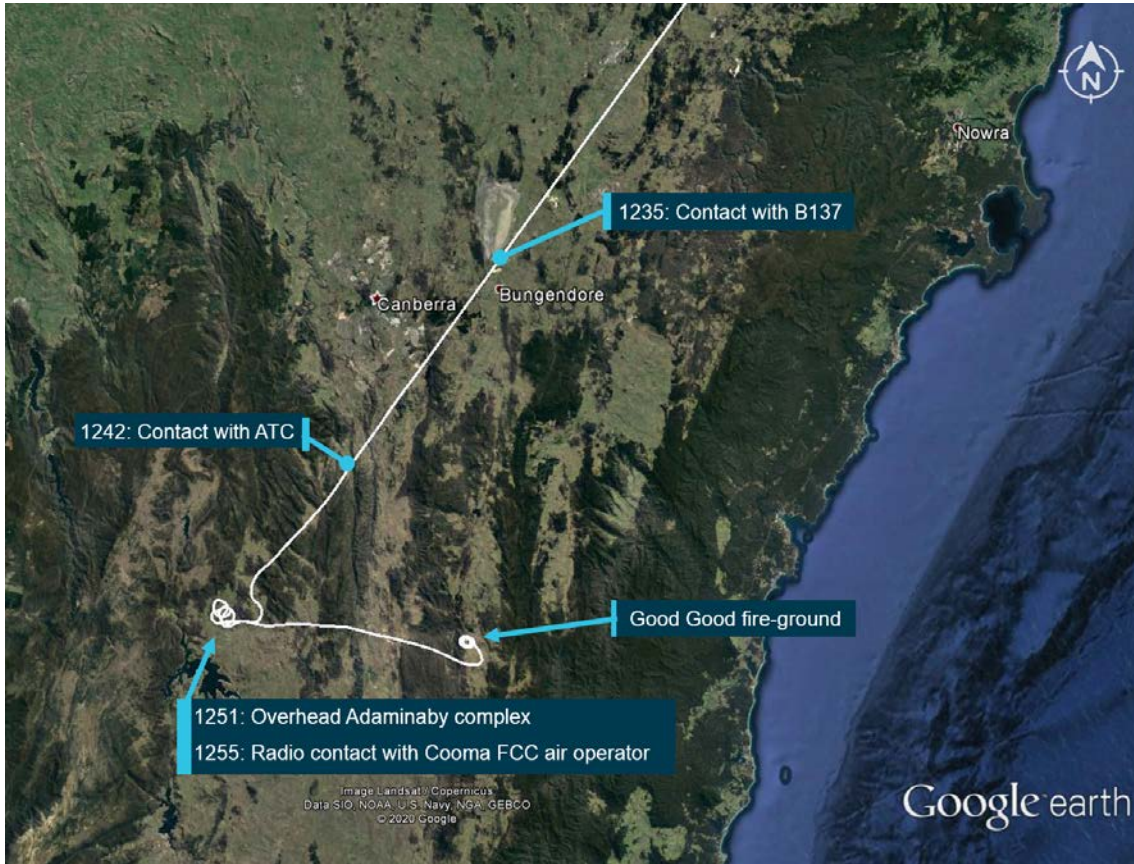 N
Nowra
1235: Contact with B137
Canberra
Bungendore
1242: Contact with ATC
Good Good fire-ground
1251: Overhead Adaminaby complex
1255: Radio contact with Cooma FCC air operator
Image Landsat / Copernicus
Data SIO, NOAA, U.S. Navy, NGA, GEBCO
© 2020 Google
Google earth